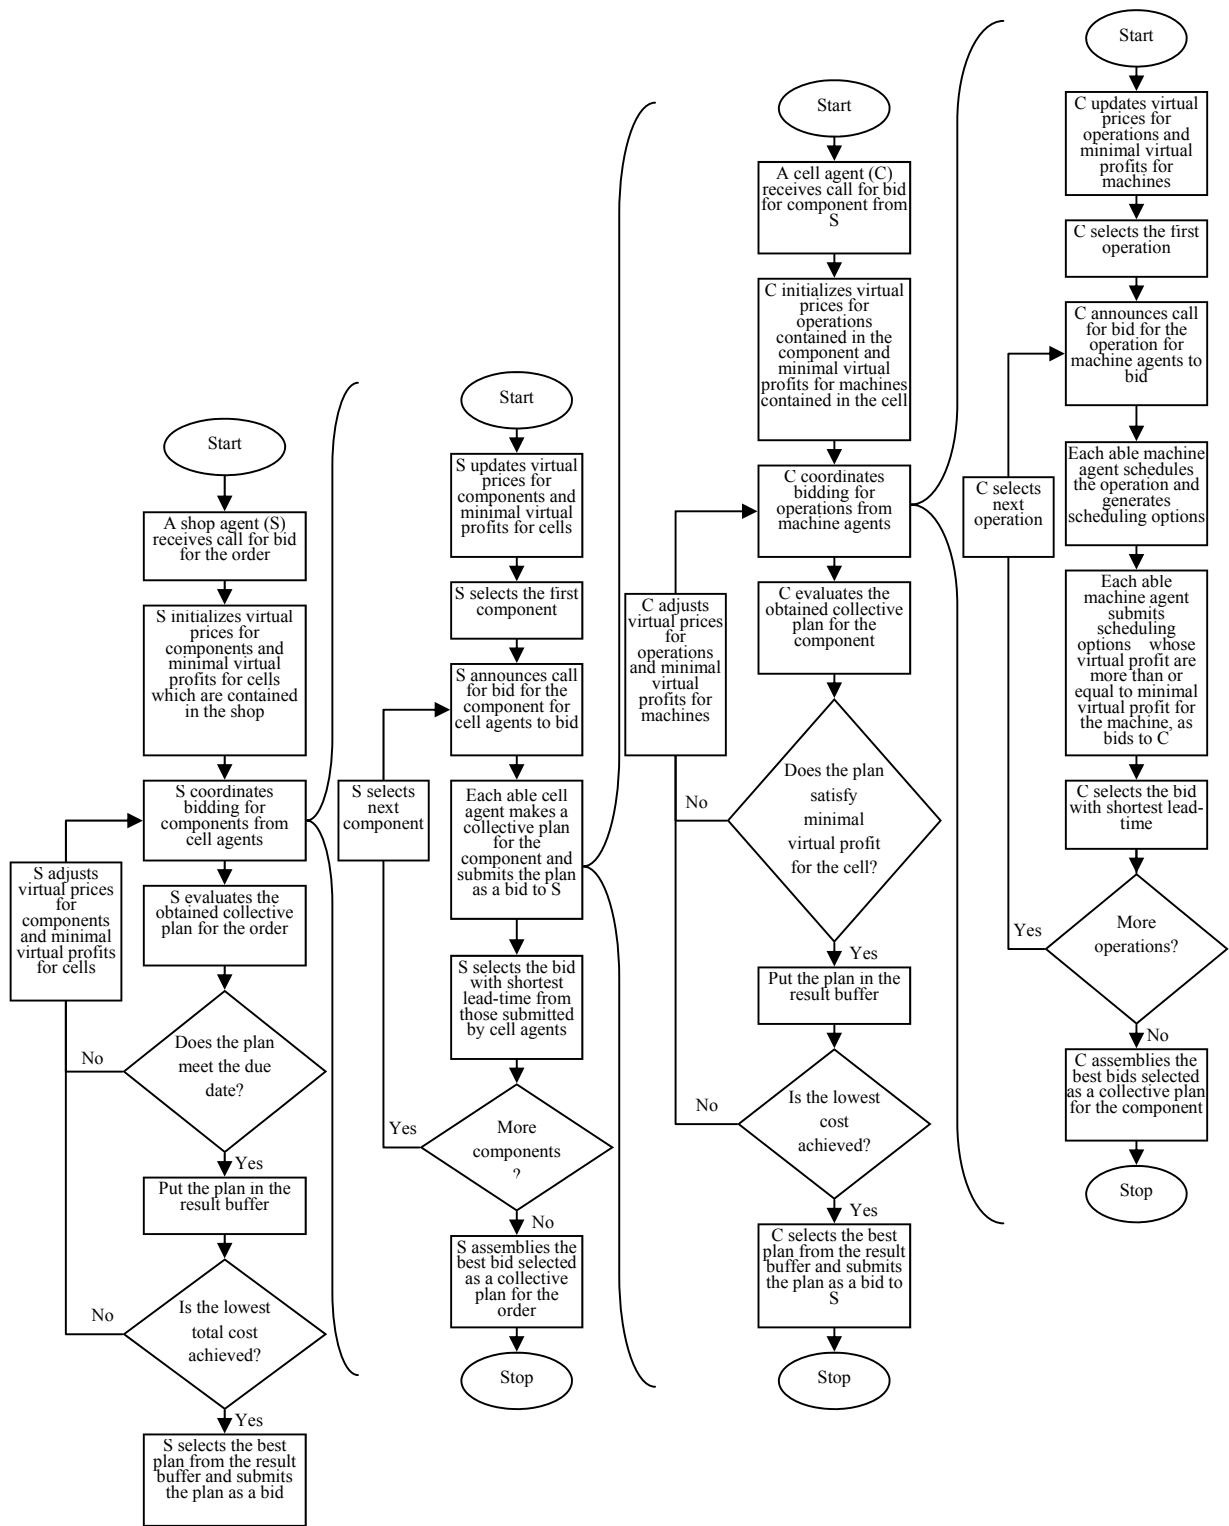 Start
A shop agent (S)
receives call for bid
for the order
S initializes virtual
prices for
components and
minimal virtual
profits for cells
which are contained
in the shop
S coordinates
bidding for
components from
cell agents
S adjusts
virtual prices
for
components
and minimal
virtual profits
for cells
S evaluates the
obtained collective
plan for the order
Does the plan
meet the due
date?
No
Yes
Put the plan in the
result buffer
Is the lowest
total cost
achieved?
No
Yes
S selects the best
plan from the result
buffer and submits
the plan as a bid
Start
S updates virtual
prices for
components and
minimal virtual
profits for cells
S selects the first
component
S announces call
for bid for the
component for
cell agents to bid
S selects
next
component
Each able cell
agent makes a
collective plan
for the
component and
submits the plan
as a bid to S
S selects the bid
with shortest
lead-time from
those submitted
by cell agents
More
components
?
Yes
No
S assemblies the
best bid selected
as a collective
plan for the
order
Stop
Start
A cell agent (C)
receives call for bid
for component from
S
C initializes virtual
prices for
operations
contained in the
component and
minimal virtual
profits for machines
contained in the cell
C coordinates
bidding for
operations from
machine agents
C adjusts
virtual prices
for
operations
and minimal
virtual
profits for
machines
C evaluates the
obtained collective
plan for the
component
Does the plan
satisfy
minimal
virtual profit
for the cell?
No
Yes
Put the plan in the
result buffer
Is the lowest
cost
achieved?
No
Yes
C selects the best
plan from the result
buffer and submits
the plan as a bid to
S
Stop
Start
C updates virtual
prices for
operations and
minimal virtual
profits for
machines
C selects the first
operation
C announces call
for bid for the
operation for
machine agents to
bid
C selects
next
operation
Each able machine
agent schedules
the operation and
generates
scheduling options
Each able
machine agent
submits
scheduling
options whose
virtual profit are
more than or
equal to minimal
virtual profit for
the machine, as
bids to C
C selects the bid
with shortest lead-
time
More
operations?
Yes
No
C assemblies the
best bids selected
as a collective plan
for the component
Stop